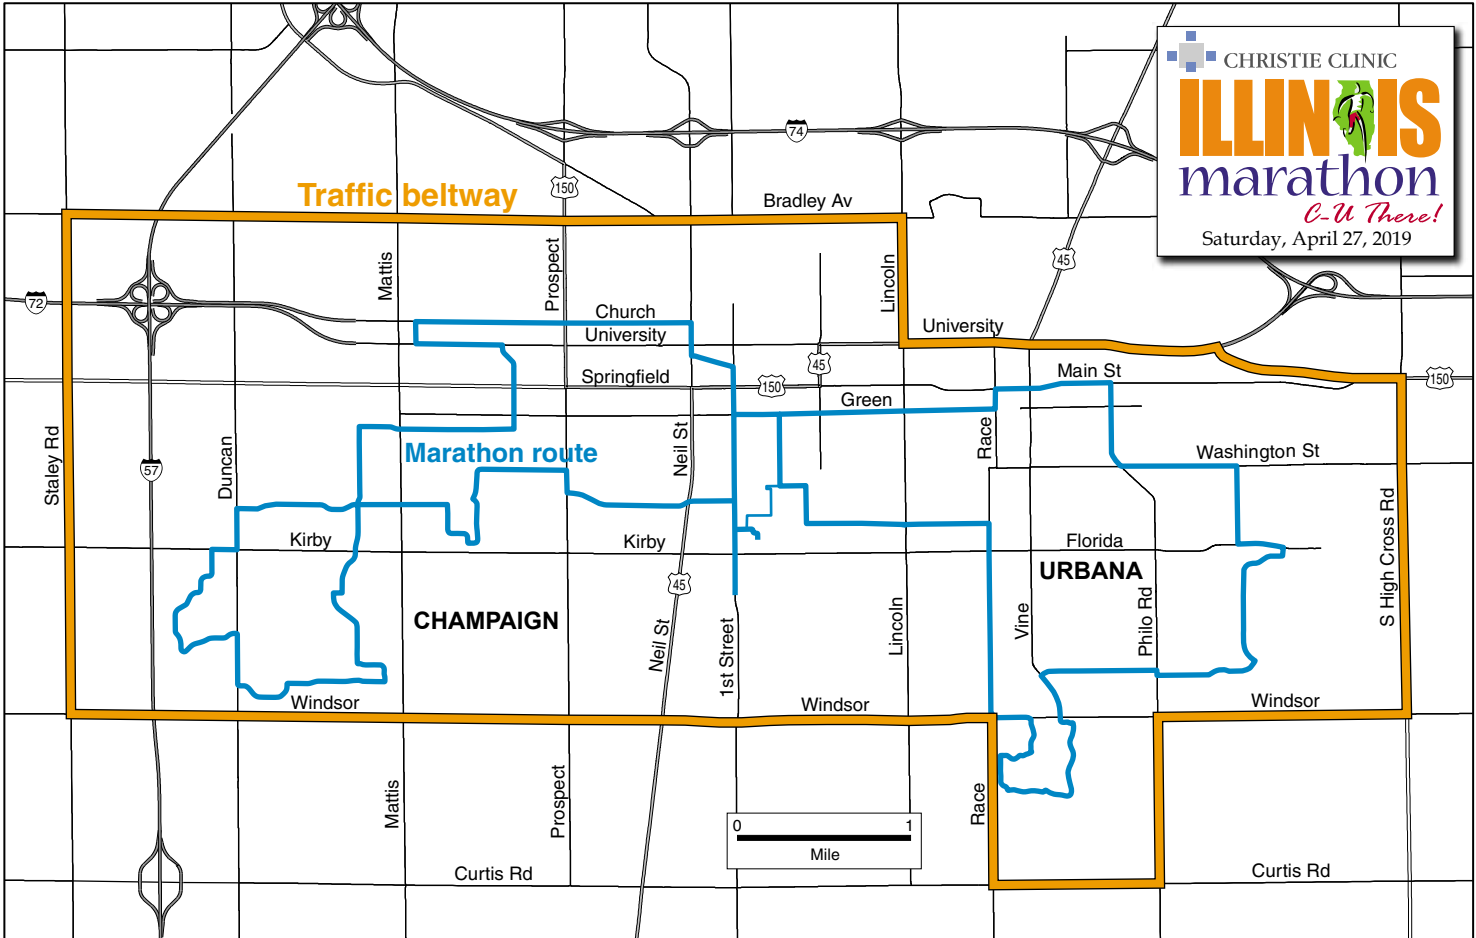 CHRISTIE CLINIC
ILLINOIS
marathon
C-U There!
Saturday, April 27, 2019
74
150
Traffic beltway
Bradley Av
45
72
Mattis
Prospect
Lincoln
Church
University
University
45
Springfield
150
Main St
150
Green
Staley Rd
57
Duncan
Marathon route
Neil St
Race
Washington St
S High Cross Rd
Kirby
Kirby
Florida
URBANA
45
CHAMPAIGN
Neil St
1st Street
Lincoln
Vine
Philo Rd
Windsor
Windsor
Windsor
Mattis
Prospect
Race
0 1
Mile
Curtis Rd
Curtis Rd